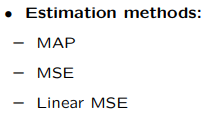 • Estimation methods:
– MAP
– MSE
– Linear MSE